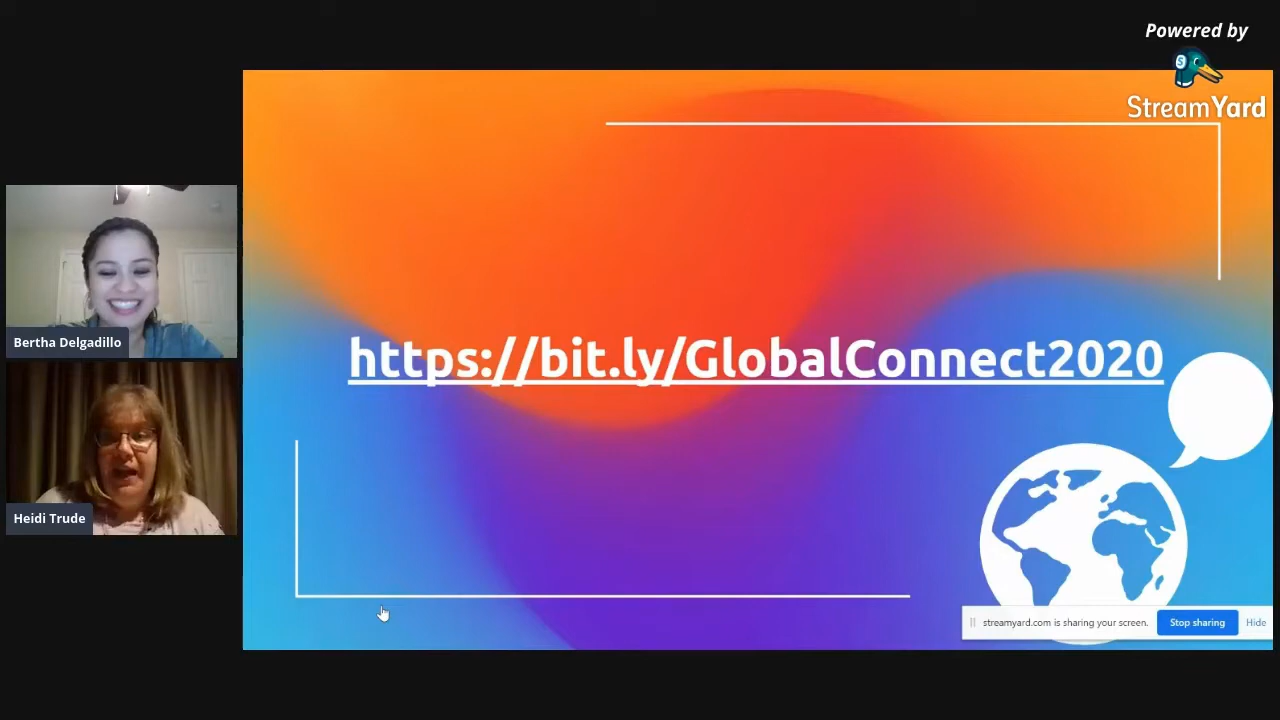 Powered by
StreamYard
Bertha Delgadillo
https://bit.ly/GlobalConnect2020
Heidi Trude
streamyard.com is sharing your screen. Stop sharing Hide